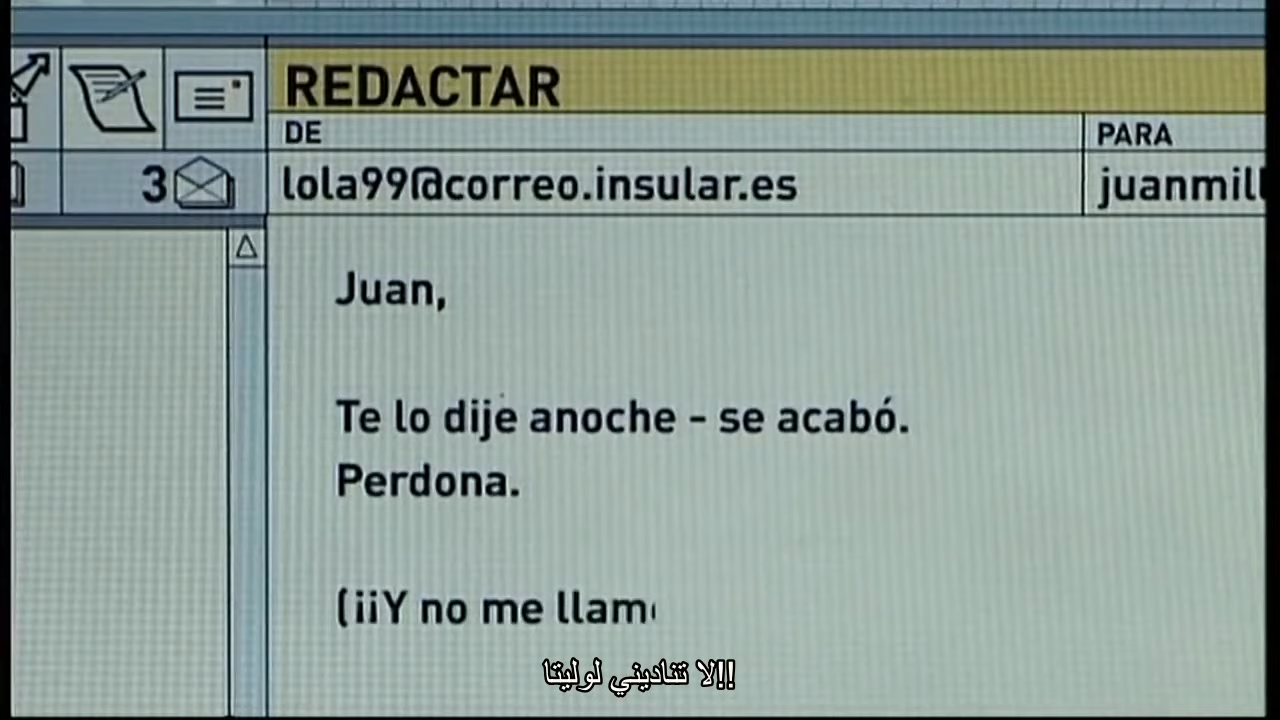 REDACTAR
DE
PARA
3
lola99@correo.insular.es
juanmil
Juan,
Te lo dije anoche - se acabó.
Perdona.
(¡¡Y no me llam
!!لا تناديني لوليتا